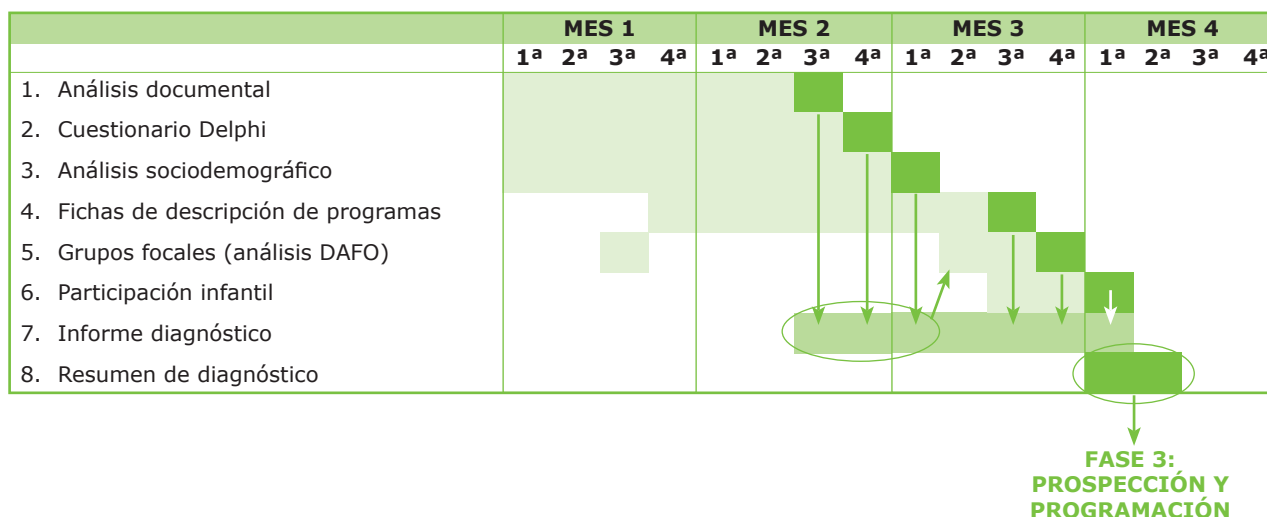 MES 1 MES 2 MES 3 MES 4
1ª 2ª 3ª 4ª 1ª 2ª 3ª 4ª 1ª 2ª 3ª 4ª 1ª 2ª 3ª 4ª
1. Análisis documental
2. Cuestionario Delphi
3. Análisis sociodemográfico
4. Fichas de descripción de programas
5. Grupos focales (análisis DAFO)
6. Participación infantil
7. Informe diagnóstico
8. Resumen de diagnóstico
FASE 3:
PROSPECCIÓN Y
PROGRAMACIÓN